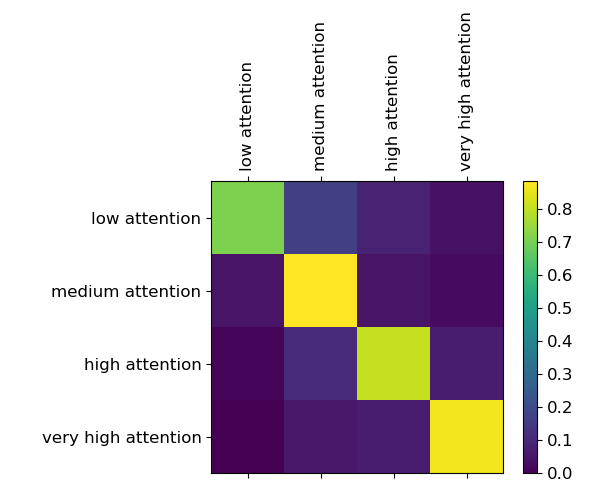 low attention
medium attention
high attention
very high attention
low attention
medium attention
high attention
very high attention
0.8
0.7
0.6
0.5
0.4
0.3
0.2
0.1
0.0